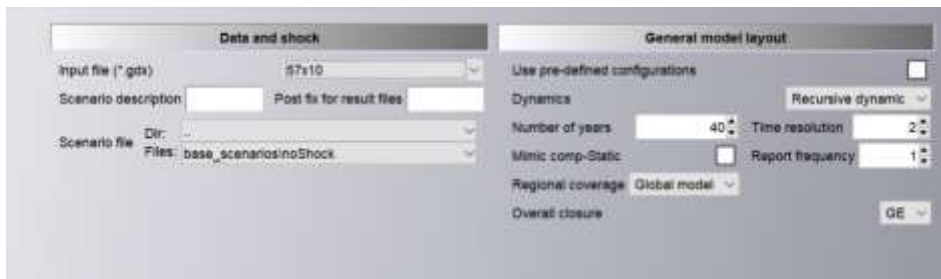 Data and shock
Input file (*.gdx) 57x10
Scenario description Post fix for result files
Scenario file Dir: ..
Files: base_scenarios\noShock
General model layout
Use pre-defined configurations
Dynamics Recursive dynamic
Number of years 40 Time resolution 2
Mimic comp-Static Report frequency 1
Regional coverage Global model
Overall closure GE